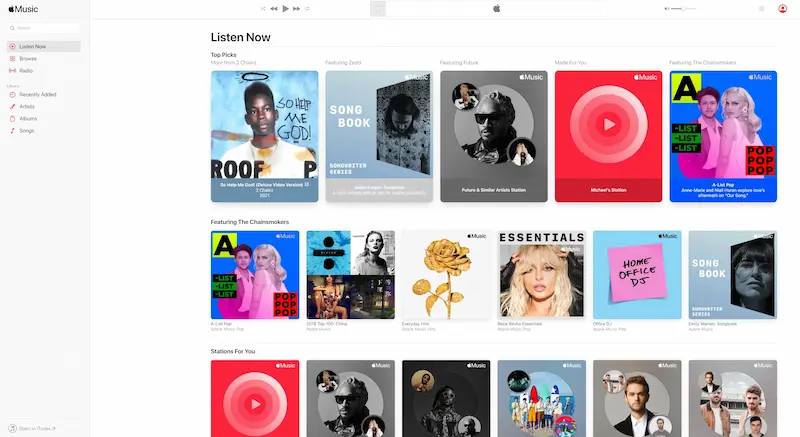 Music
Search
Listen Now
Browse
Radio
Library
Recently Added
Artists
Albums
Songs
Open in iTunes ↗
Listen Now
Top Picks
More from 2 Chainz
Featuring Zedd
Featuring Future
Made For You
Featuring The Chainsmokers
SO HELP
ME
GOD!
ROOF P
So Help Me God! (Deluxe Video Version)
2 Chainz
2021
Music
SONG
BOOK
SONGWRITER
SERIES
Music
Future & Similar Artists Station
Music
Michael's Station
Music
A
-LIST
-LIST
-LIST
POP
POP
POP
A-List Pop
Anne-Marie and Niall Horan explore love's
aftermath on "Our Song."
Featuring The Chainsmokers
Music
A
-LIST
-LIST
-LIST
POP
POP
POP
A-List Pop
Apple Music Pop
DIVIDE
2018 Top 100: China
Apple Music
Music
Everyday Hits
Apple Music Hits
ESSENTIALS
Bebe Rexha Essentials
Apple Music Pop
Music
HOME
OFFICE
DJ
Office DJ
Apple Music Pop
Music
SONG
BOOK
SONGWRITER
SERIES
Emily Warren: Songbook
Apple Music
Stations For You
Music
Music
Music
Music
Music
Music